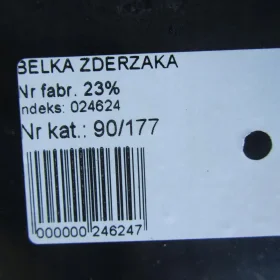 BELKA ZDERZAKA
Nr fabr. 23%
ndeks: 024624
Nr kat.: 90/177
000000 246247